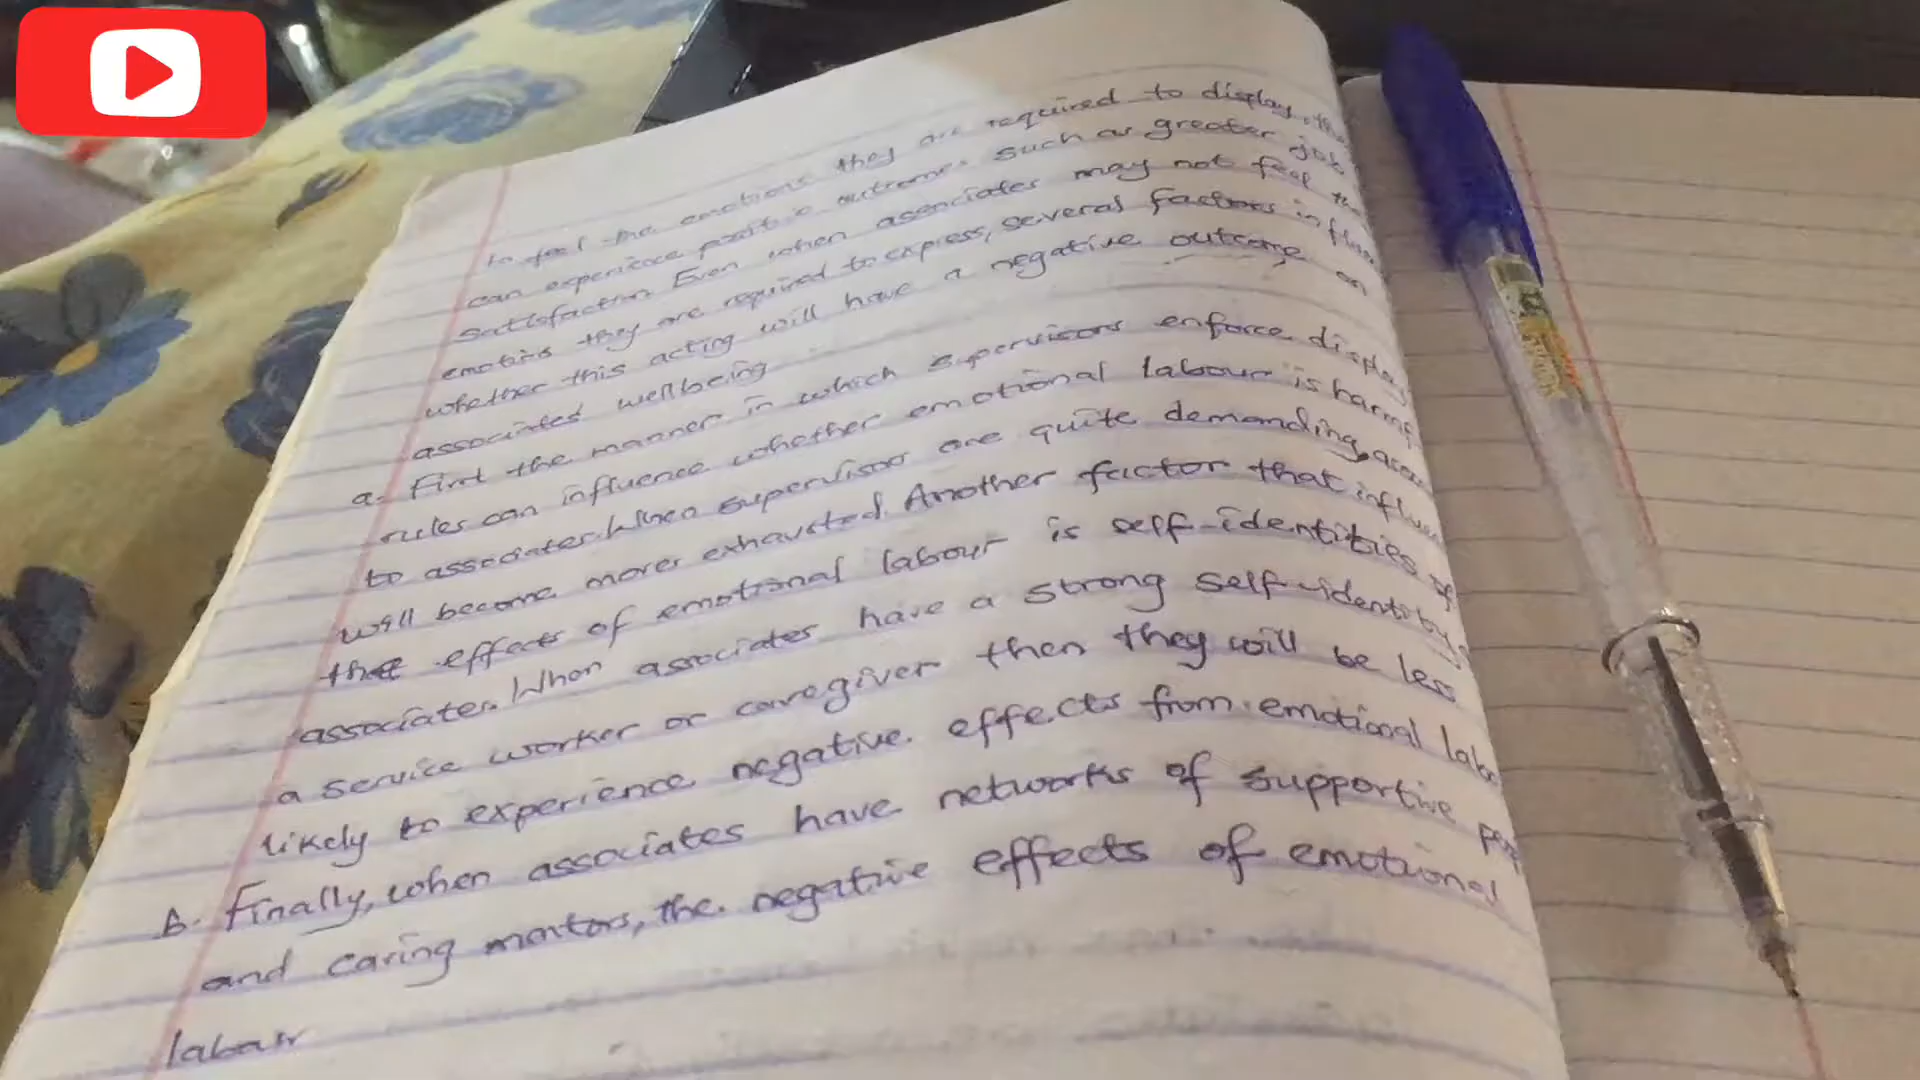 to feel the emotions they are required to display, the
can experience positive outcomes such as greater job
satisfaction Even when associates may not feel the
emotions they are required to express, several factors influ
whether this acting will have a negative outcome on
associated wellbeing
a. First the manner in which supervisors enforce display
rules can influence whether emotional labour is harmf
to associates. When supervisor are quite demanding, asso
will become more exhausted. Another factor that influ
that effects of emotional labour is self-identities of
associates. When associates have a strong self-identity
a service worker or caregiver then they will be less
likely to experience negative effects from emotional labo
b. Finally, when associates have networks of supportive
and caring mentors, the negative effects of emotional
labour